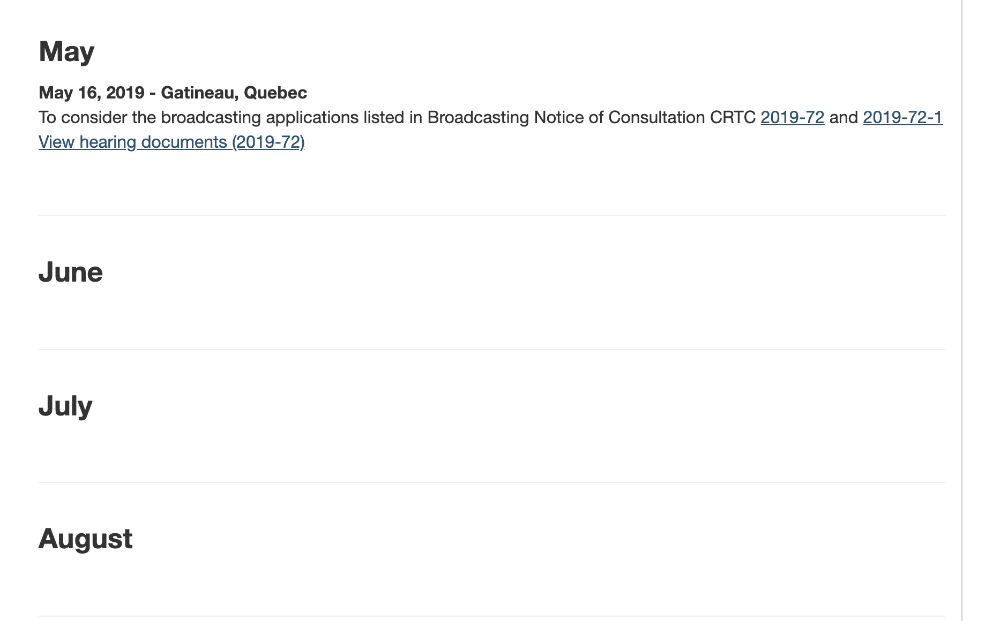 May
May 16, 2019 - Gatineau, Quebec
To consider the broadcasting applications listed in Broadcasting Notice of Consultation CRTC 2019-72 and 2019-72-1
View hearing documents (2019-72)
June
July
August